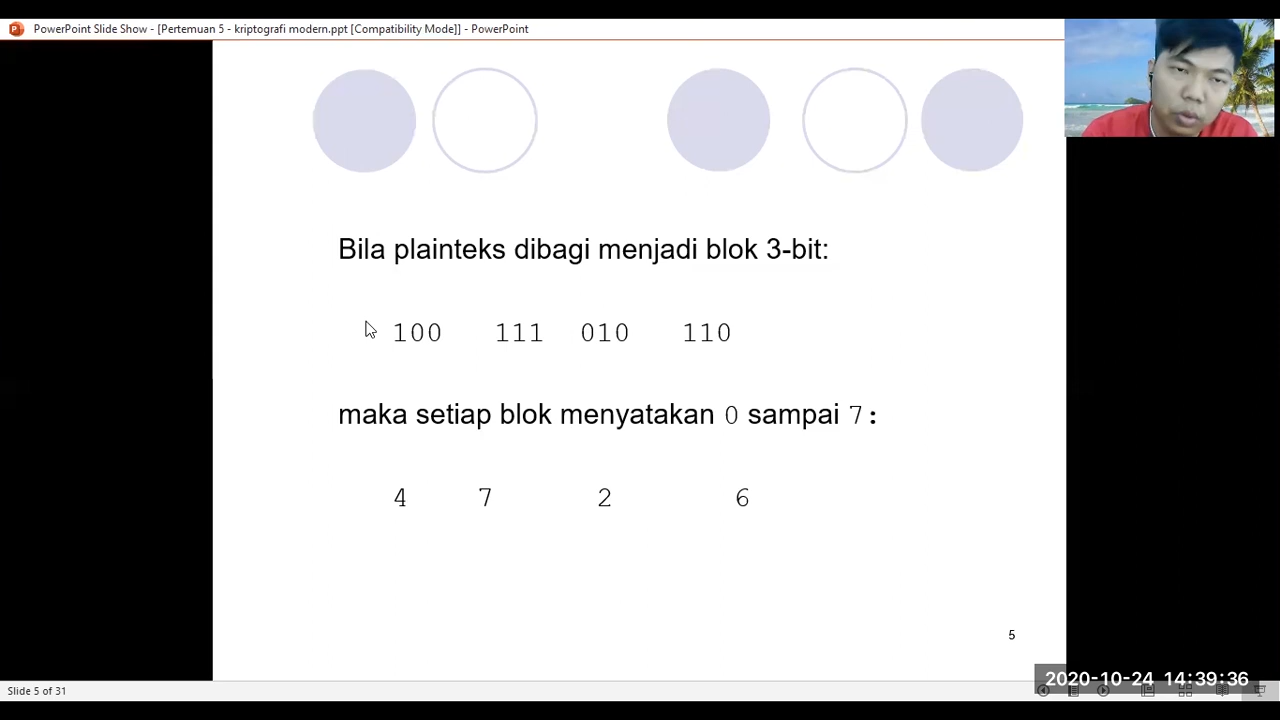 PowerPoint Slide Show - [Pertemuan 5 - kriptografi modern.ppt [Compatibility Mode]] - PowerPoint
Bila plainteks dibagi menjadi blok 3-bit:
100 111 010 110
maka setiap blok menyatakan 0 sampai 7:
4 7 2 6
5
2020-10-24 14:39:36
Slide 5 of 31